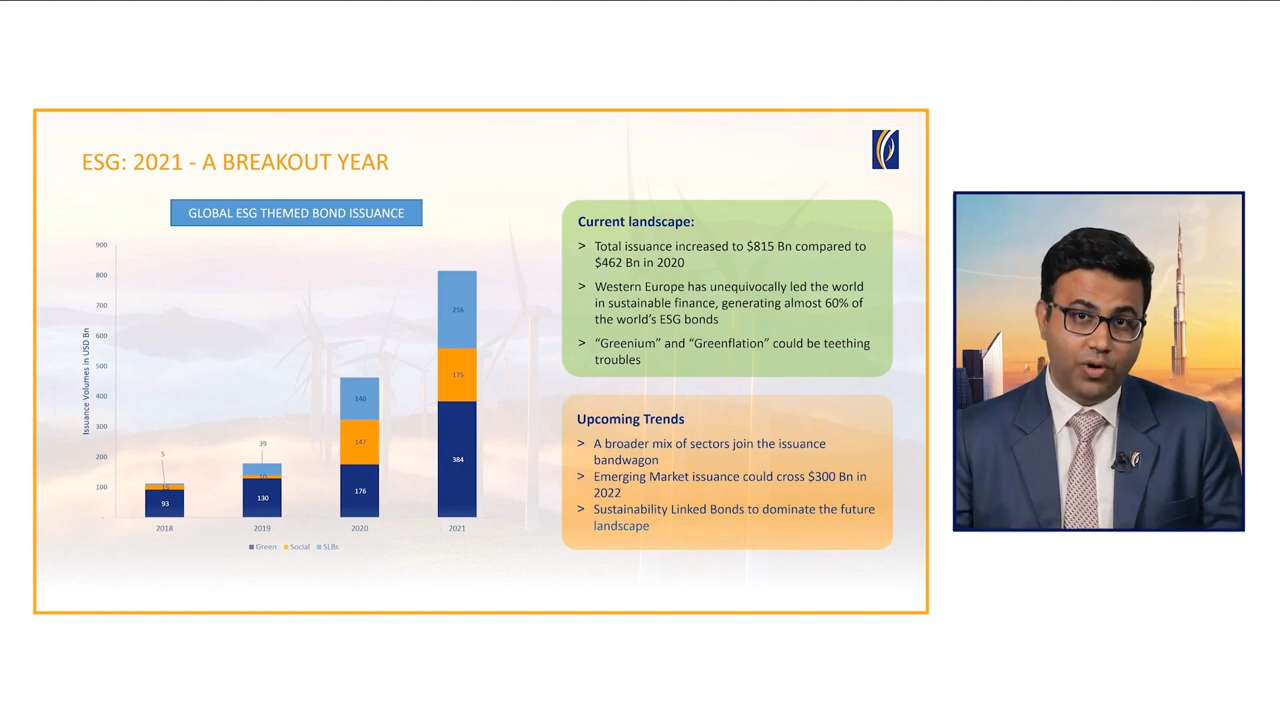 ESG: 2021 - A BREAKOUT YEAR
GLOBAL ESG THEMED BOND ISSUANCE
Issuance Volumes in USD Bn
900
800
700
600
500
400
300
200
100
-
5
15
93
39
10
130
140
147
176
256
175
384
2018 2019 2020 2021
Green Social SLBs
Current landscape:
> Total issuance increased to $815 Bn compared to
$462 Bn in 2020
> Western Europe has unequivocally led the world
in sustainable finance, generating almost 60% of
the world's ESG bonds
> “Greenium” and “Greenflation” could be teething
troubles
Upcoming Trends
> A broader mix of sectors join the issuance
bandwagon
> Emerging Market issuance could cross $300 Bn in
2022
> Sustainability Linked Bonds to dominate the future
landscape